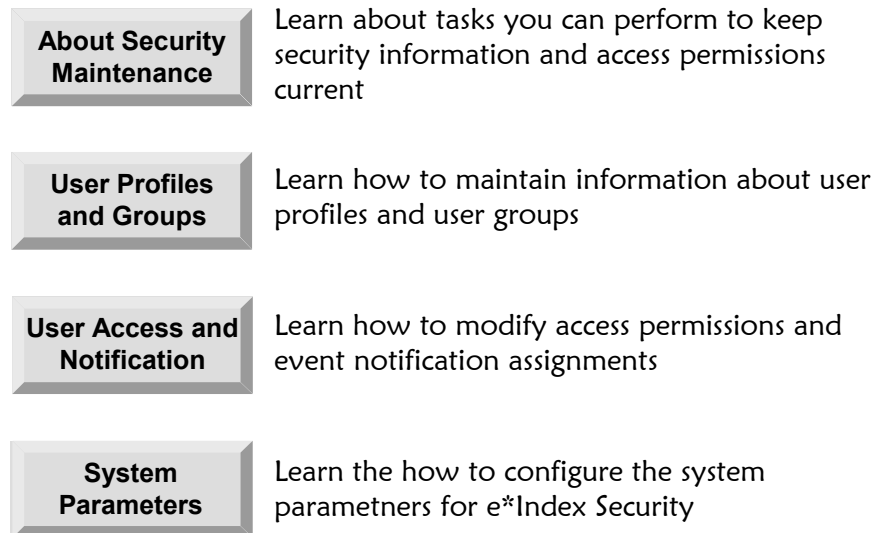 About Security
Maintenance
Learn about tasks you can perform to keep
security information and access permissions
current
User Profiles
and Groups
Learn how to maintain information about user
profiles and user groups
User Access and
Notification
Learn how to modify access permissions and
event notification assignments
System
Parameters
Learn the how to configure the system
parametners for e*Index Security